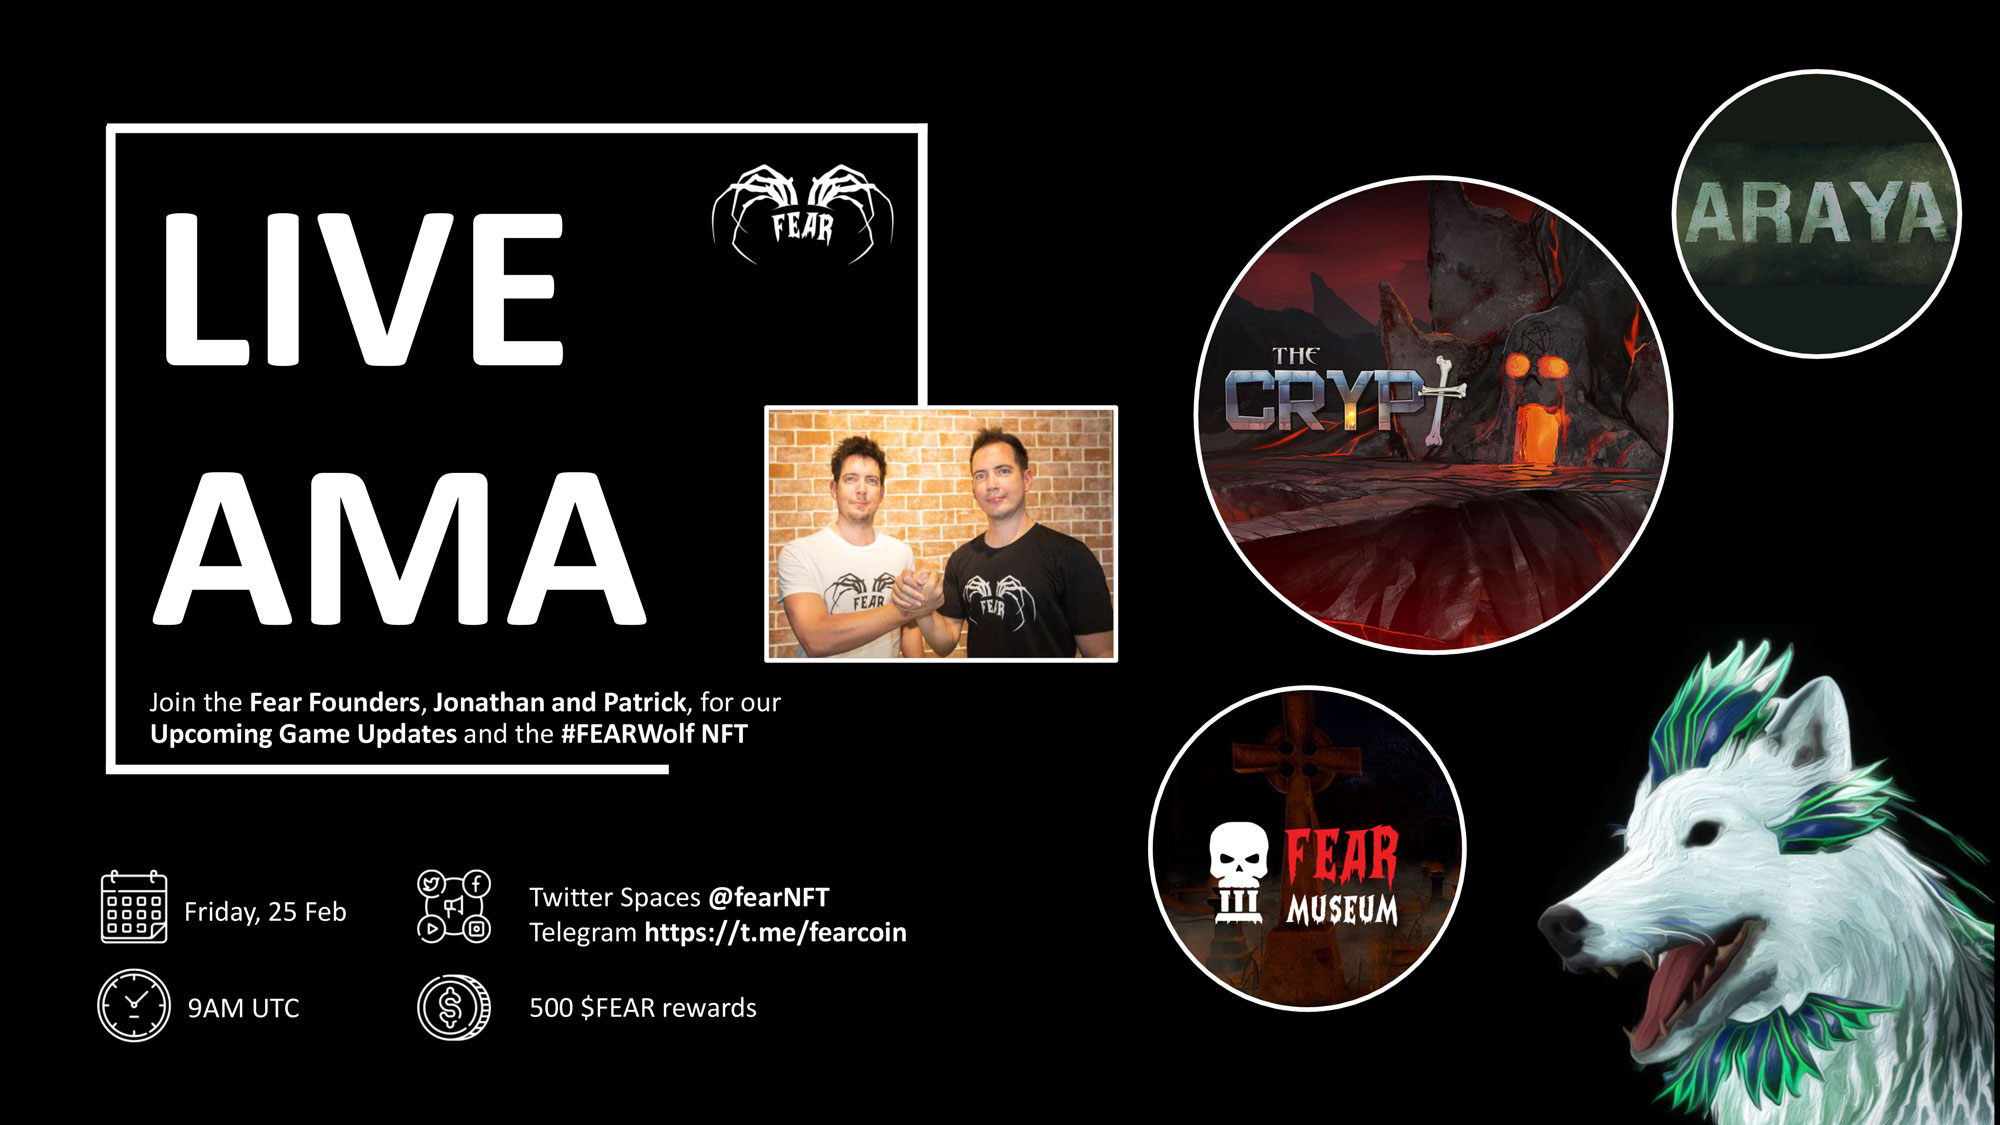 LIVE
AMA
FEAR
FEAR
FEAR
Join the Fear Founders, Jonathan and Patrick, for our
Upcoming Game Updates and the #FEARWolf NFT
Friday, 25 Feb
9AM UTC
Twitter Spaces @fearNFT
Telegram https://t.me/fearcoin
500 $FEAR rewards
ARAYA
THE
CRYPT
FEAR
MUSEUM